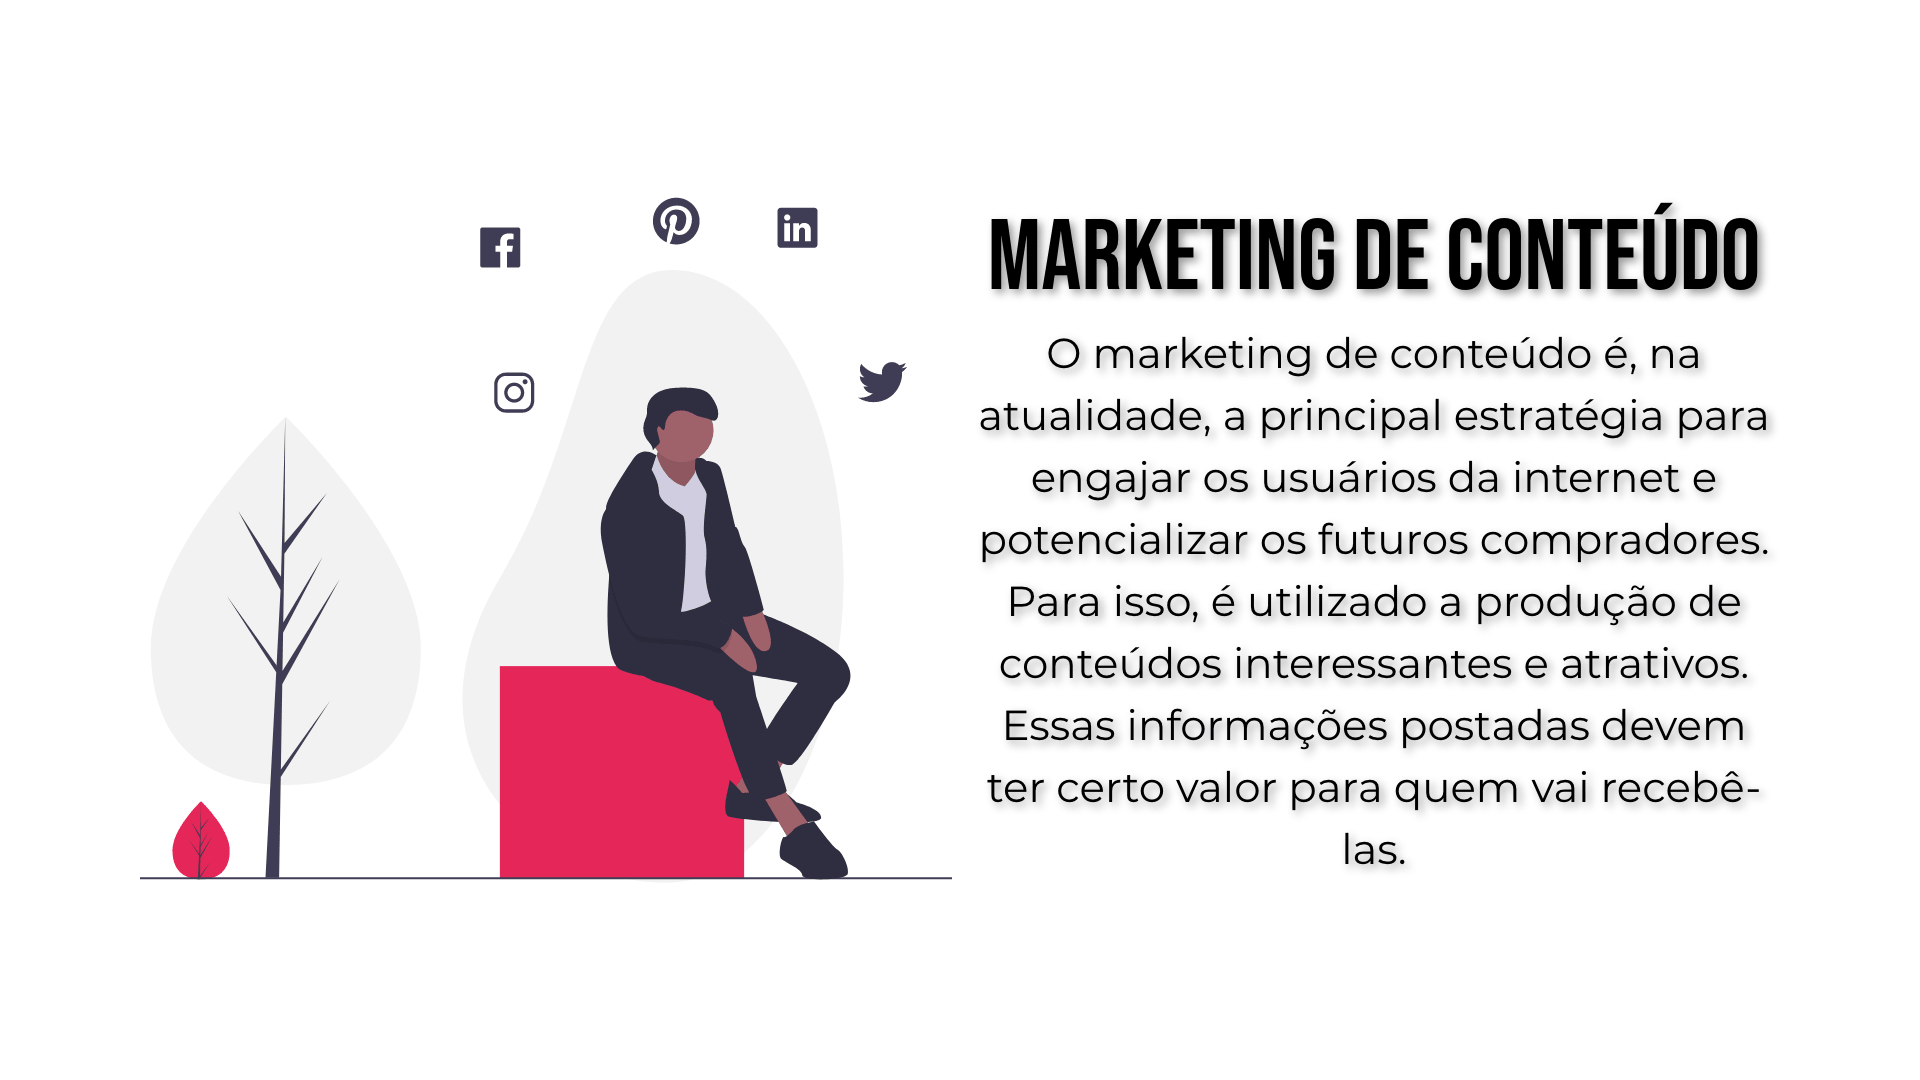 MARKETING DE CONTEÚDO
O marketing de conteúdo é, na
atualidade, a principal estratégia para
engajar os usuários da internet e
potencializar os futuros compradores.
Para isso, é utilizado a produção de
conteúdos interessantes e atrativos.
Essas informações postadas devem
ter certo valor para quem vai recebê-
las.